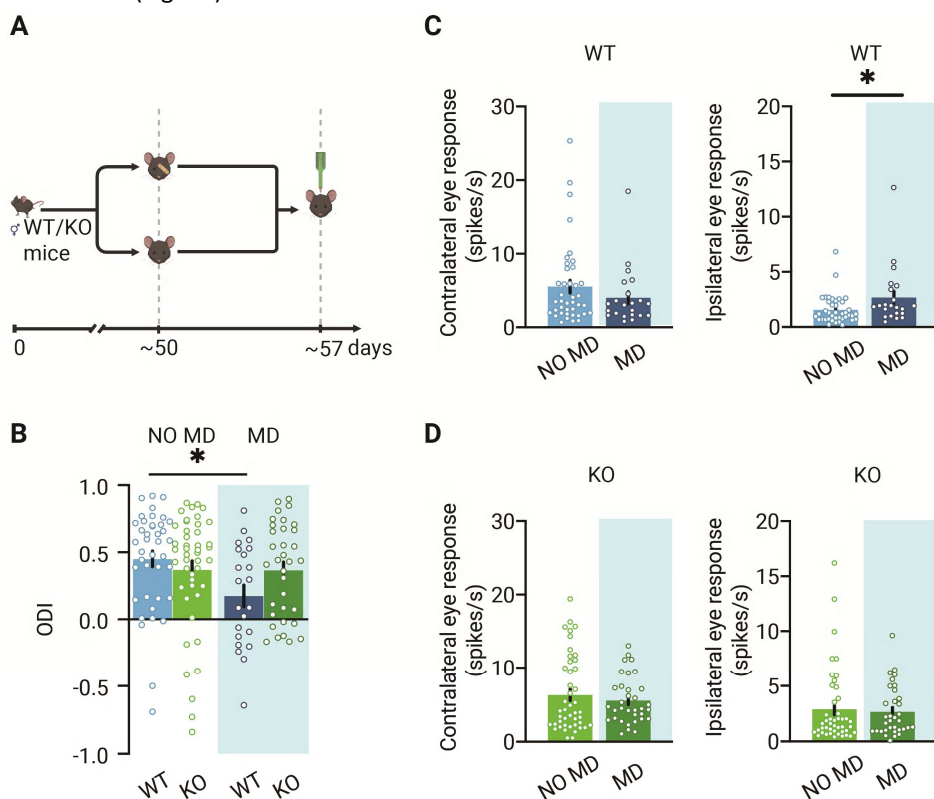 A
⚥ WT/KO
mice
0
~50
~57 days
B
NO MD
MD
*
1.0
0.5
0.0
-0.5
-1.0
ODI
WT
KO
WT
KO
C
WT
Contralateral eye response
(spikes/s)
30
20
10
0
NO MD
MD
WT
*
Ipsilateral eye response
(spikes/s)
20
15
10
5
0
NO MD
MD
D
KO
Contralateral eye response
(spikes/s)
30
20
10
0
NO MD
MD
KO
Ipsilateral eye response
(spikes/s)
20
15
10
5
0
NO MD
MD